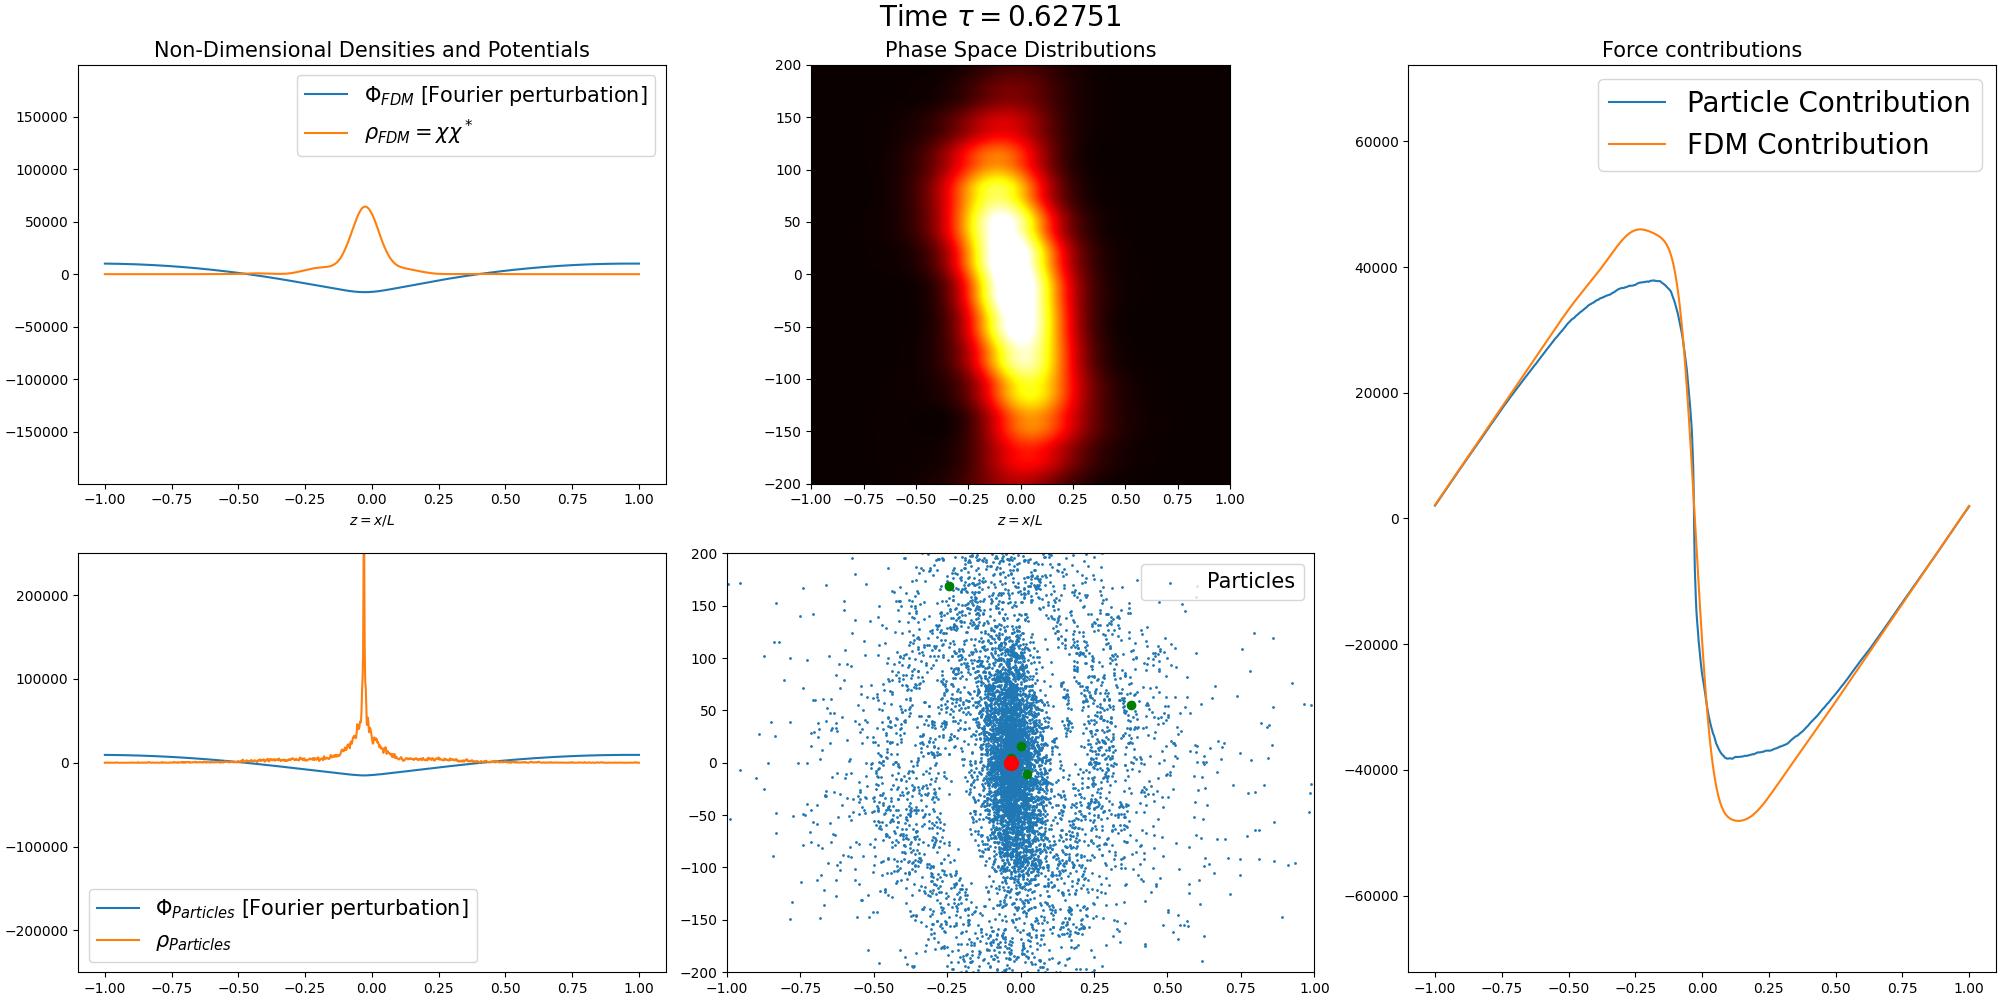 Time τ = 0.62751
Non-Dimensional Densities and Potentials
Φ_FDM [Fourier perturbation]
ρ_FDM = χχ*
150000
100000
50000
0
−50000
−100000
−150000
−1.00 −0.75 −0.50 −0.25 0.00 0.25 0.50 0.75 1.00
z = x/L
Phase Space Distributions
200
150
100
50
0
−50
−100
−150
−200
−1.00 −0.75 −0.50 −0.25 0.00 0.25 0.50 0.75 1.00
z = x/L
Force contributions
Particle Contribution
FDM Contribution
60000
40000
20000
0
−20000
−40000
−60000
−1.00 −0.75 −0.50 −0.25 0.00 0.25 0.50 0.75 1.00
200000
100000
0
−100000
−200000
Φ_Particles [Fourier perturbation]
ρ_Particles
−1.00 −0.75 −0.50 −0.25 0.00 0.25 0.50 0.75 1.00
Particles
200
150
100
50
0
−50
−100
−150
−200
−1.00 −0.75 −0.50 −0.25 0.00 0.25 0.50 0.75 1.00